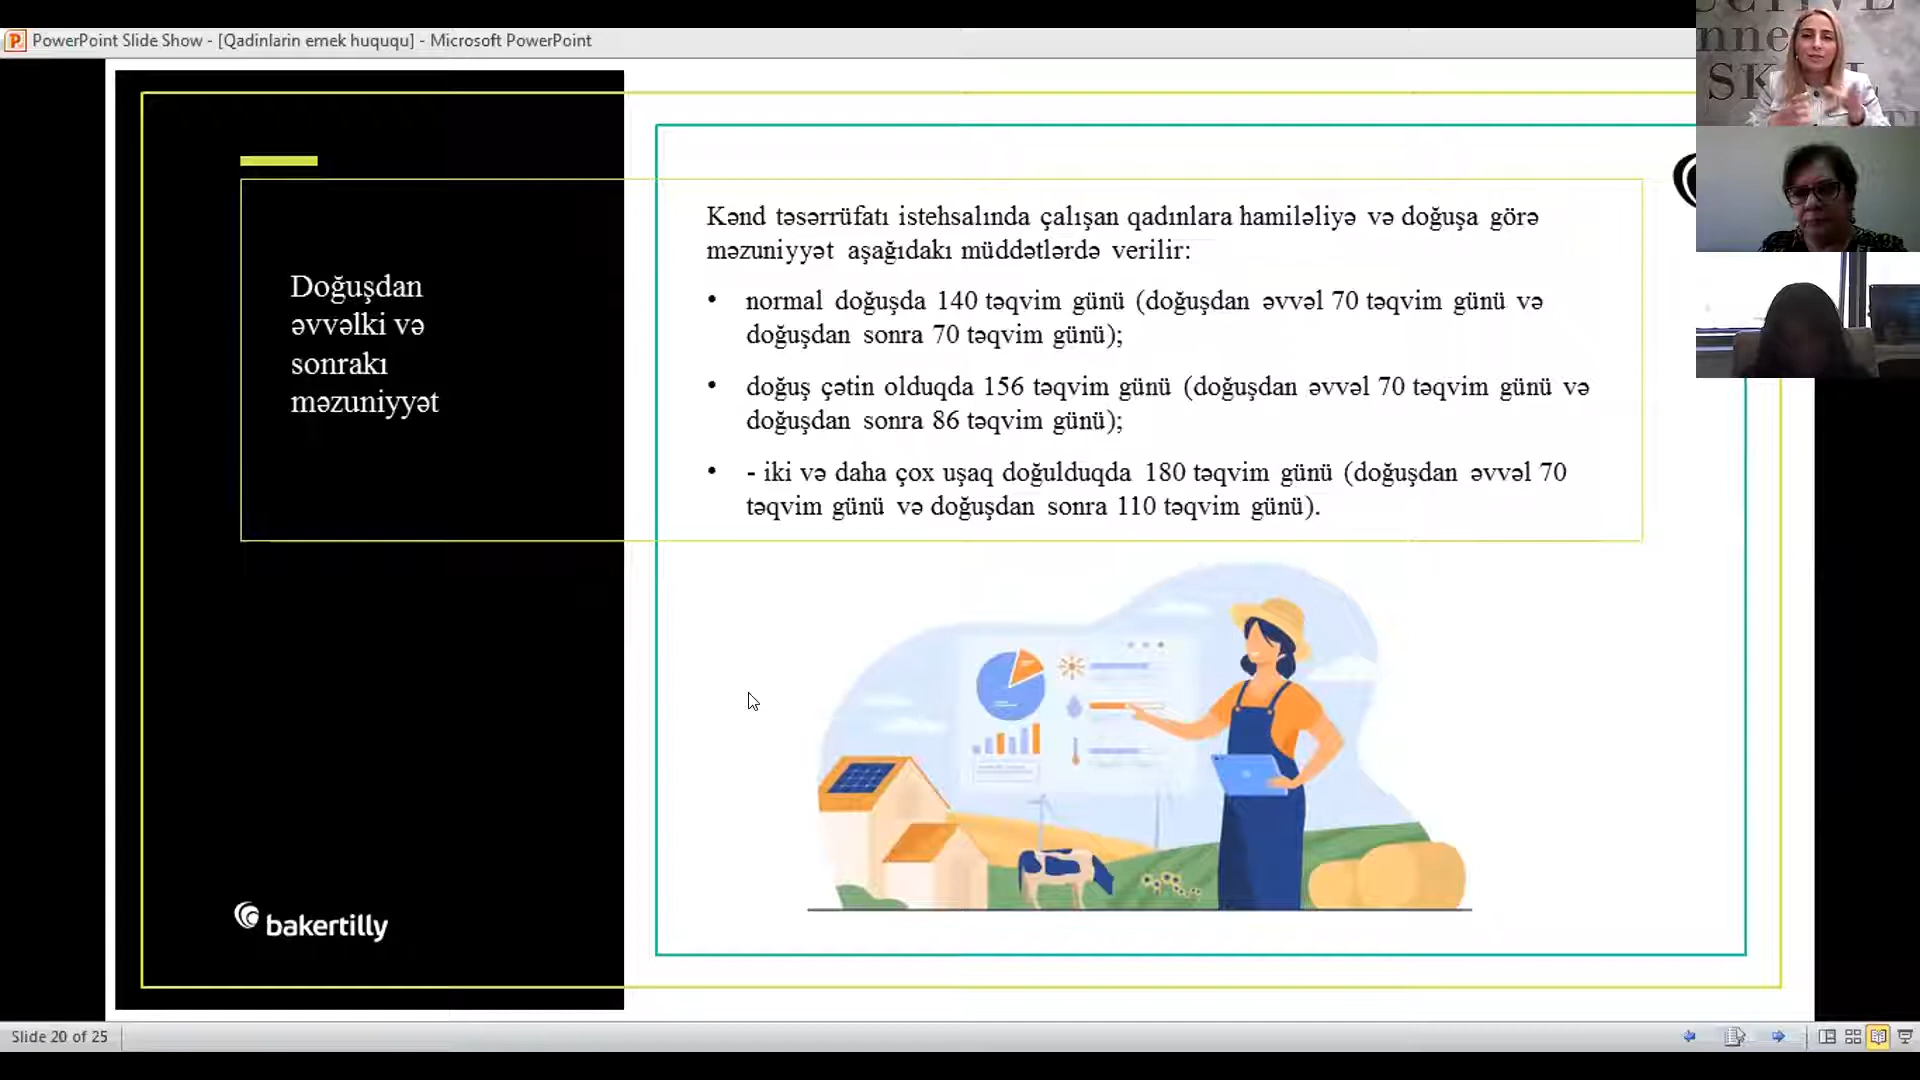 PowerPoint Slide Show - [Qadinlarin emek huququ] - Microsoft PowerPoint
Doğuşdan
əvvəlki və
sonrakı
məzuniyyət
Kənd təsərrüfatı istehsalında çalışan qadınlara hamiləliyə və doğuşa görə
məzuniyyət aşağıdakı müddətlərdə verilir:
• normal doğuşda 140 təqvim günü (doğuşdan əvvəl 70 təqvim günü və
doğuşdan sonra 70 təqvim günü);
• doğuş çətin olduqda 156 təqvim günü (doğuşdan əvvəl 70 təqvim günü və
doğuşdan sonra 86 təqvim günü);
• - iki və daha çox uşaq doğulduqda 180 təqvim günü (doğuşdan əvvəl 70
təqvim günü və doğuşdan sonra 110 təqvim günü).
bakertilly
Slide 20 of 25